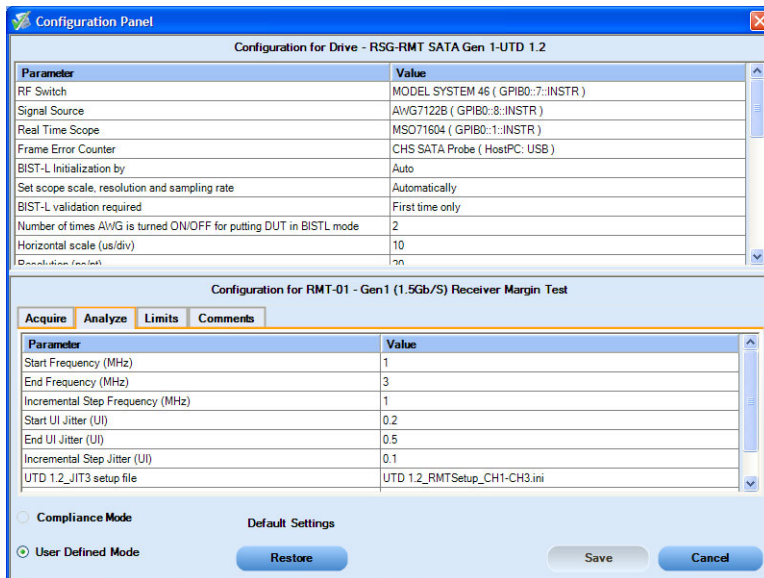 Configuration Panel
Configuration for Drive - RSG-RMT SATA Gen 1-UTD 1.2
Parameter Value
RF Switch MODEL SYSTEM 46 ( GPIB0::7::INSTR )
Signal Source AWG7122B ( GPIB0::8::INSTR )
Real Time Scope MSO71604 ( GPIB0::1::INSTR )
Frame Error Counter CHS SATA Probe ( HostPC: USB )
BIST-L Initialization by Auto
Set scope scale, resolution and sampling rate Automatically
BIST-L validation required First time only
Number of times AWG is turned ON/OFF for putting DUT in BISTL mode 2
Horizontal scale (us/div) 10
Resolution (ps/pt) 20
Configuration for RMT-01 - Gen1 (1.5Gb/S) Receiver Margin Test
Acquire Analyze Limits Comments
Parameter Value
Start Frequency (MHz) 1
End Frequency (MHz) 3
Incremental Step Frequency (MHz) 1
Start UI Jitter (UI) 0.2
End UI Jitter (UI) 0.5
Incremental Step Jitter (UI) 0.1
UTD 1.2_JIT3 setup file UTD 1.2_RMTSetup_CH1-CH3.ini
Compliance Mode Default Settings
User Defined Mode Restore Save Cancel